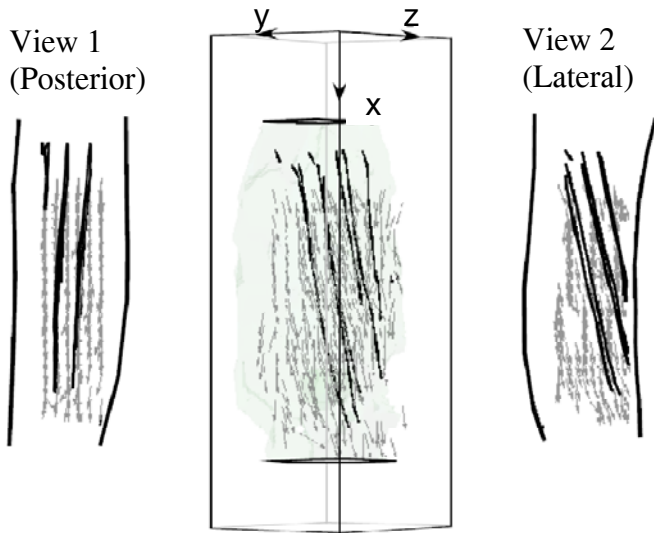 View 1
(Posterior)
y
z
x
View 2
(Lateral)